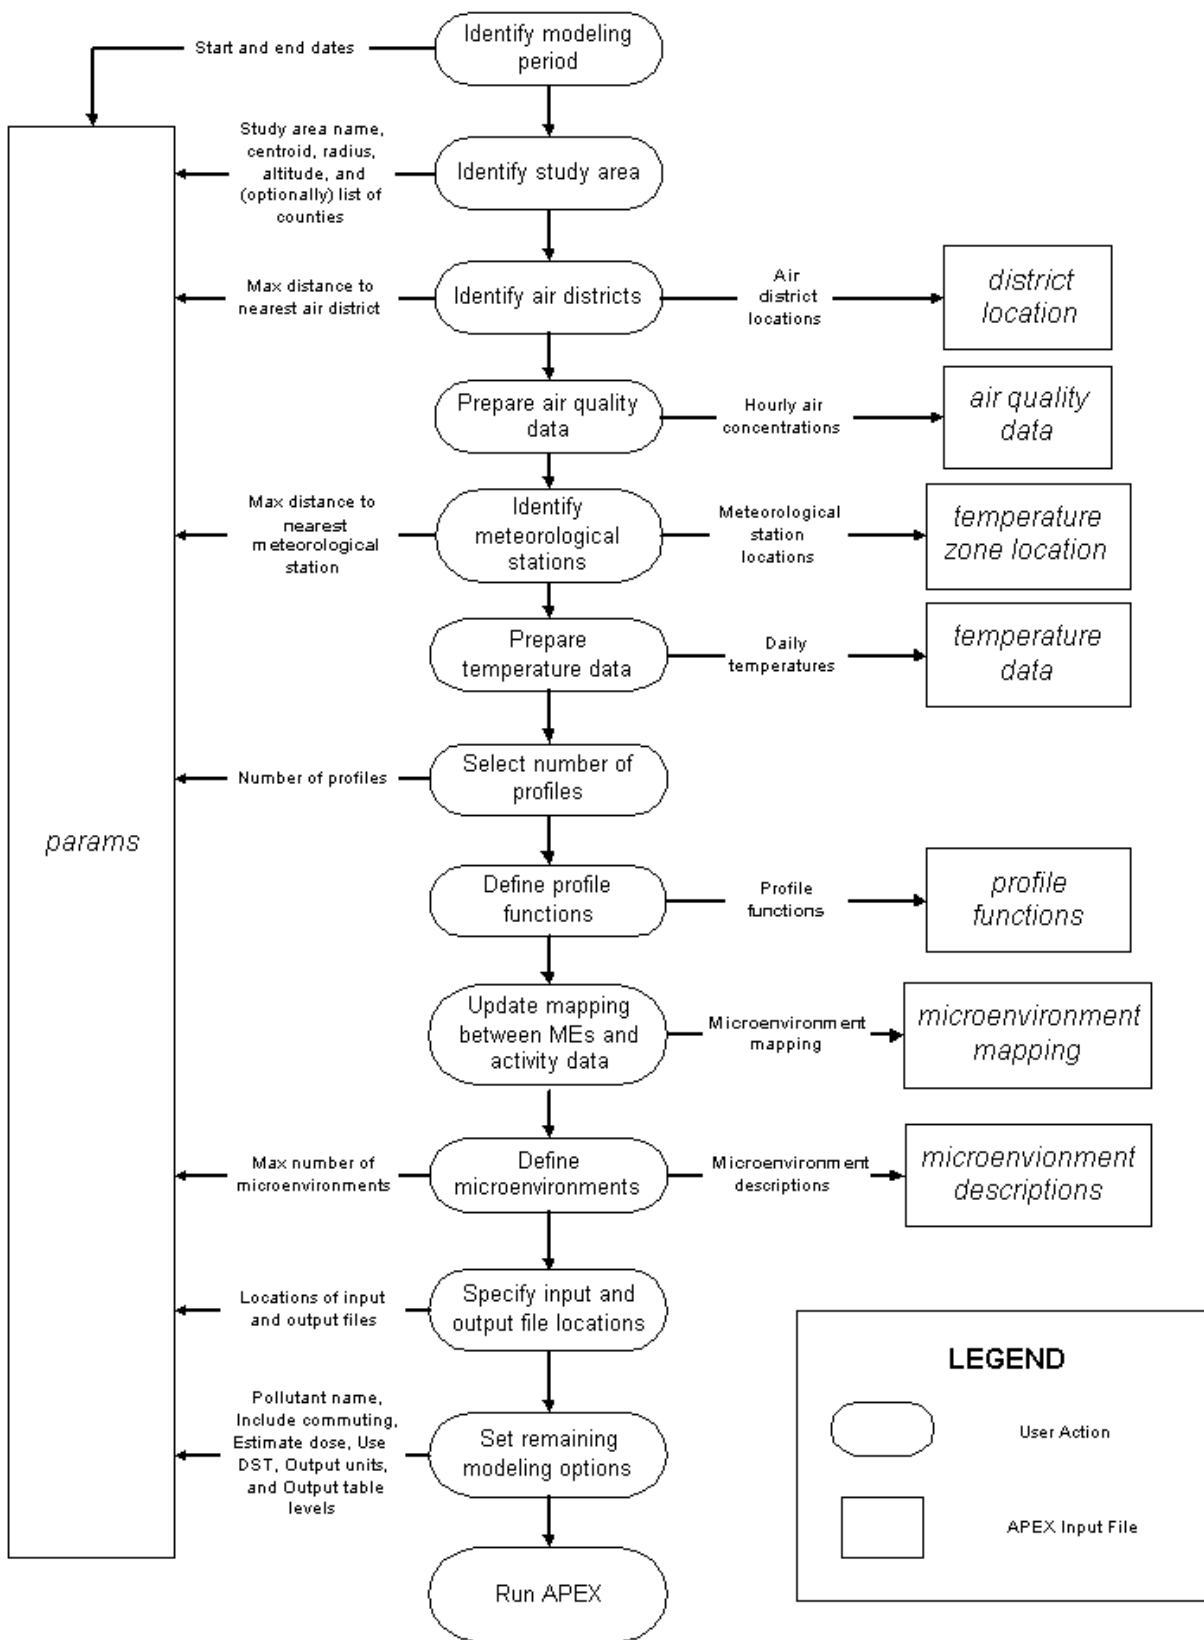 Identify modeling
period
Start and end dates
Study area name,
centroid, radius,
altitude, and
(optionally) list of
counties
Identify study area
Max distance to
nearest air district
Identify air districts
Air
district
locations
district
location
Prepare air quality
data
Hourly air
concentrations
air quality
data
Max distance to
nearest
meteorological
station
Identify
meteorological
stations
Meteorological
station
locations
temperature
zone location
Prepare
temperature data
Daily
temperatures
temperature
data
Number of profiles
Select number of
profiles
params
Define profile
functions
Profile
functions
profile
functions
Update mapping
between MEs and
activity data
Microenvironment
mapping
microenvironment
mapping
Max number of
microenvironments
Define
microenvironments
Microenvironment
descriptions
microenvionment
descriptions
Locations of input
and output files
Specify input and
output file locations
Pollutant name,
Include commuting,
Estimate dose, Use
DST, Output units,
and Output table
levels
Set remaining
modeling options
Run APEX
LEGEND
User Action
APEX Input File